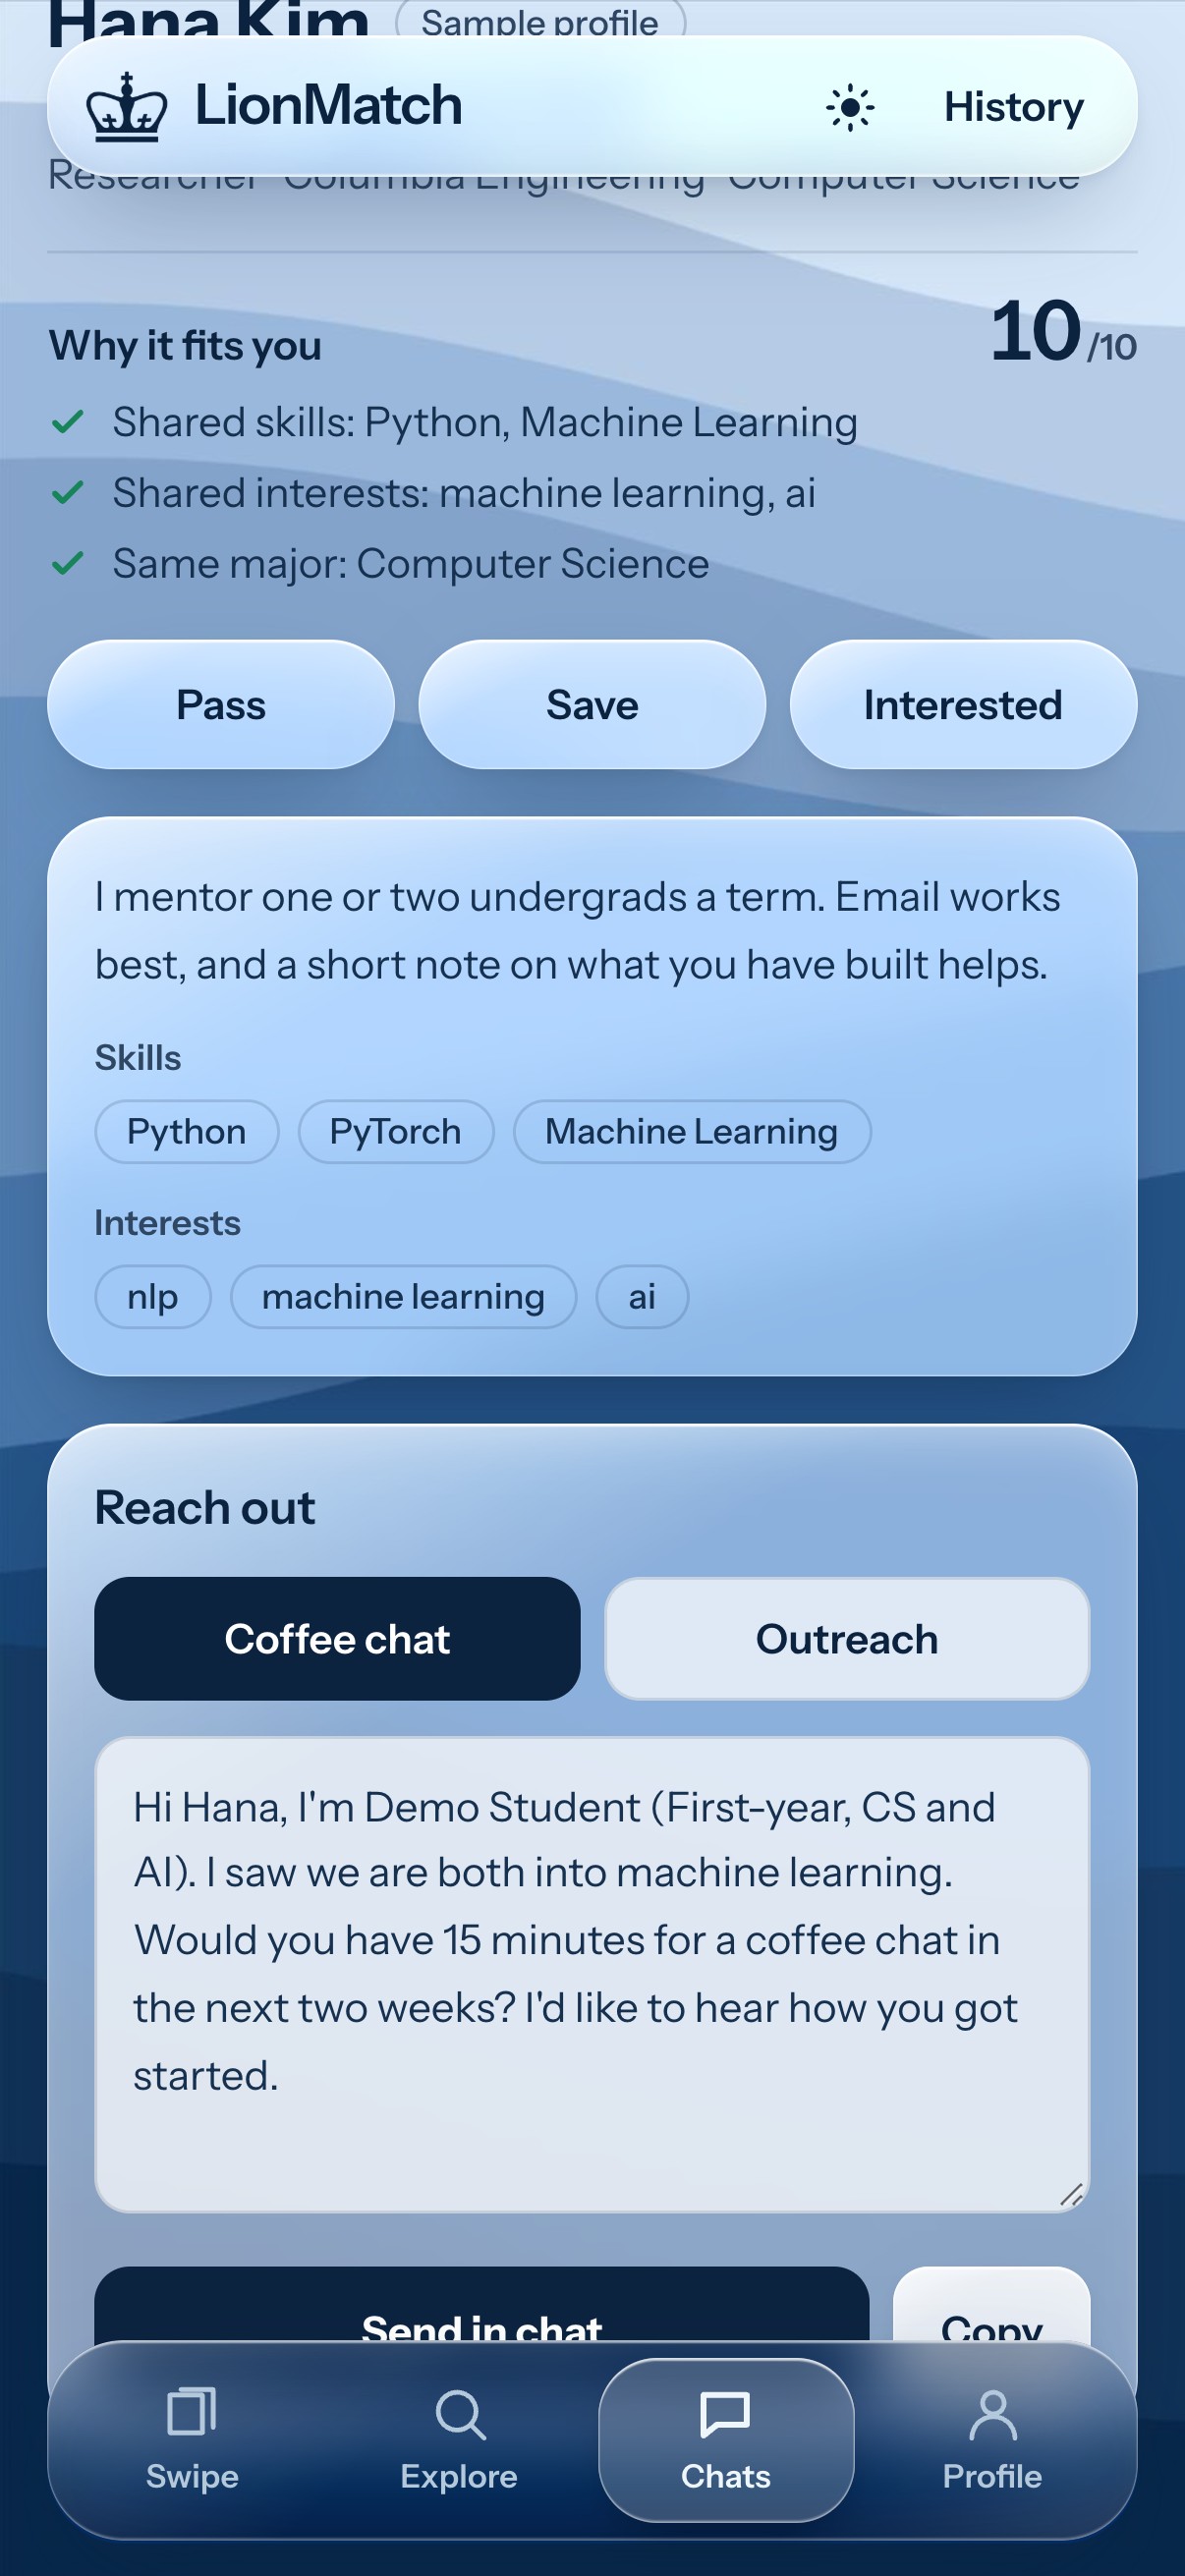 Hana Kim Sample profile
LionMatch History
Researcher Columbia Engineering Computer Science
Why it fits you 10/10
Shared skills: Python, Machine Learning
Shared interests: machine learning, ai
Same major: Computer Science
Pass Save Interested
I mentor one or two undergrads a term. Email works
best, and a short note on what you have built helps.
Skills
Python PyTorch Machine Learning
Interests
nlp machine learning ai
Reach out
Coffee chat Outreach
Hi Hana, I'm Demo Student (First-year, CS and
AI). I saw we are both into machine learning.
Would you have 15 minutes for a coffee chat in
the next two weeks? I'd like to hear how you got
started.
Send in chat Copy
Swipe Explore Chats Profile